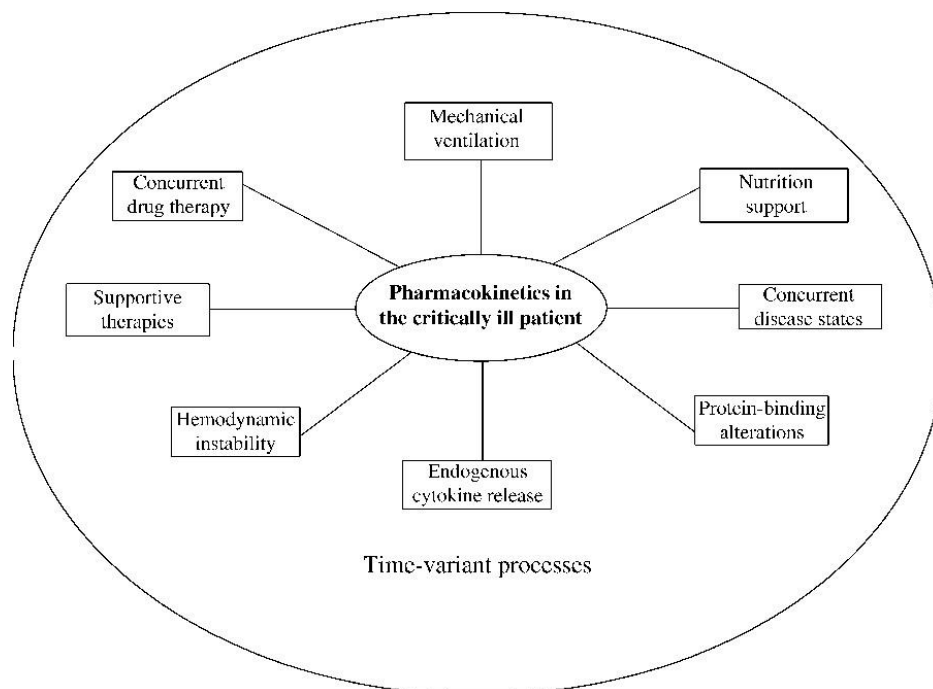 Mechanical
ventilation
Concurrent
drug therapy
Nutrition
support
Supportive
therapies
Pharmacokinetics in
the critically ill patient
Concurrent
disease states
Hemodynamic
instability
Endogenous
cytokine release
Protein-binding
alterations
Time-variant processes